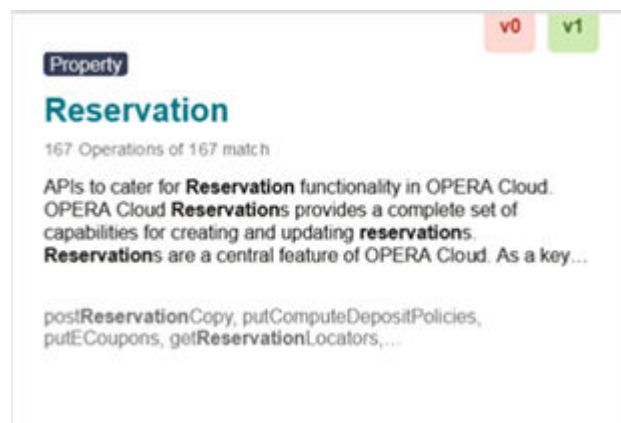 v0 v1
Property
Reservation
167 Operations of 167 match
APIs to cater for Reservation functionality in OPERA Cloud.
OPERA Cloud Reservations provides a complete set of
capabilities for creating and updating reservations.
Reservations are a central feature of OPERA Cloud. As a key...
postReservationCopy, putComputeDepositPolicies,
putECoupons, getReservationLocators,...